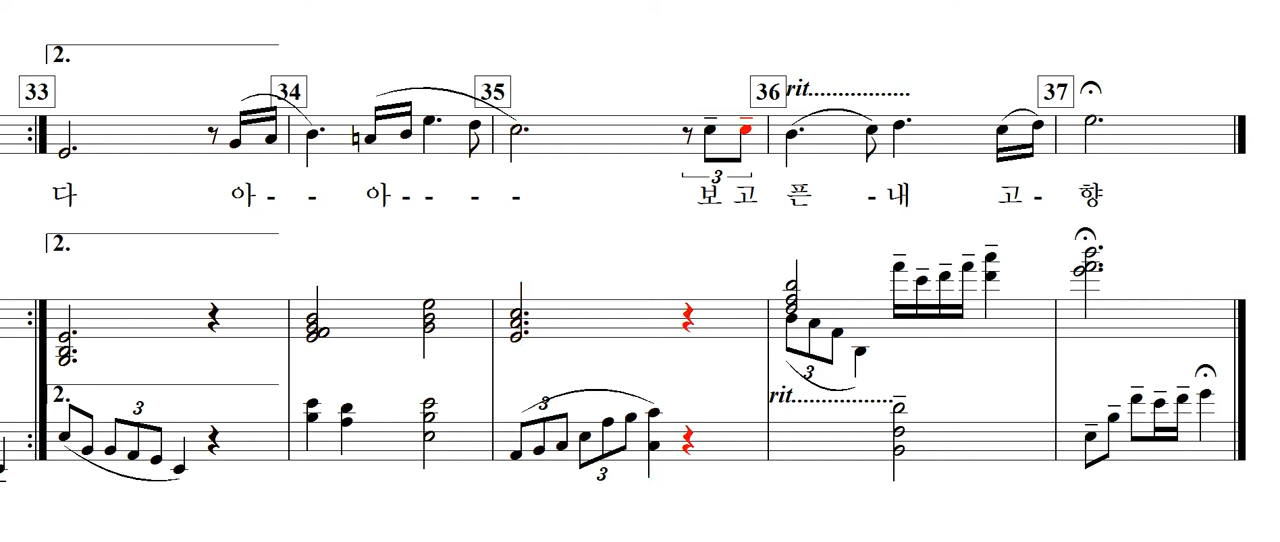 2.
33 34 35 36 rit................. 37
3
다 아 - - 아 - - - - 보 고 픈 - 내 고 - 향
2.
3
2. rit.................
3 3
3